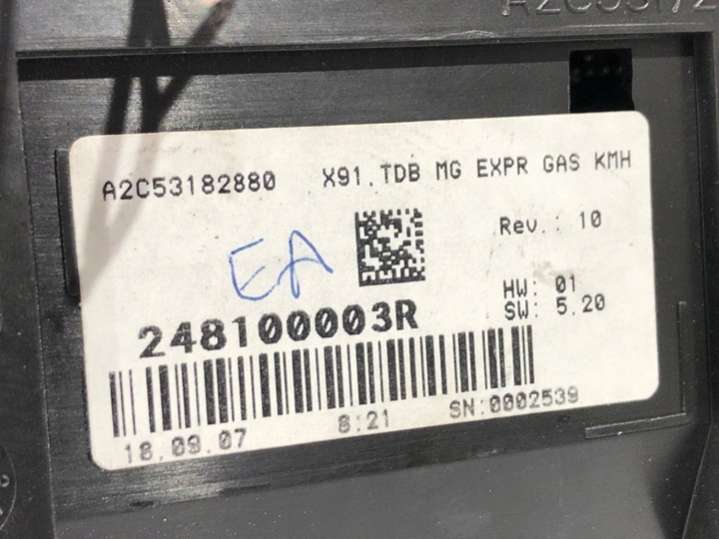 A2C53182880 X91.TDB MG EXPR GAS KMH
Rev.: 10
EA
HW: 01
SW: 5.20
248100003R
18.09.07 8:21 SN:0002539